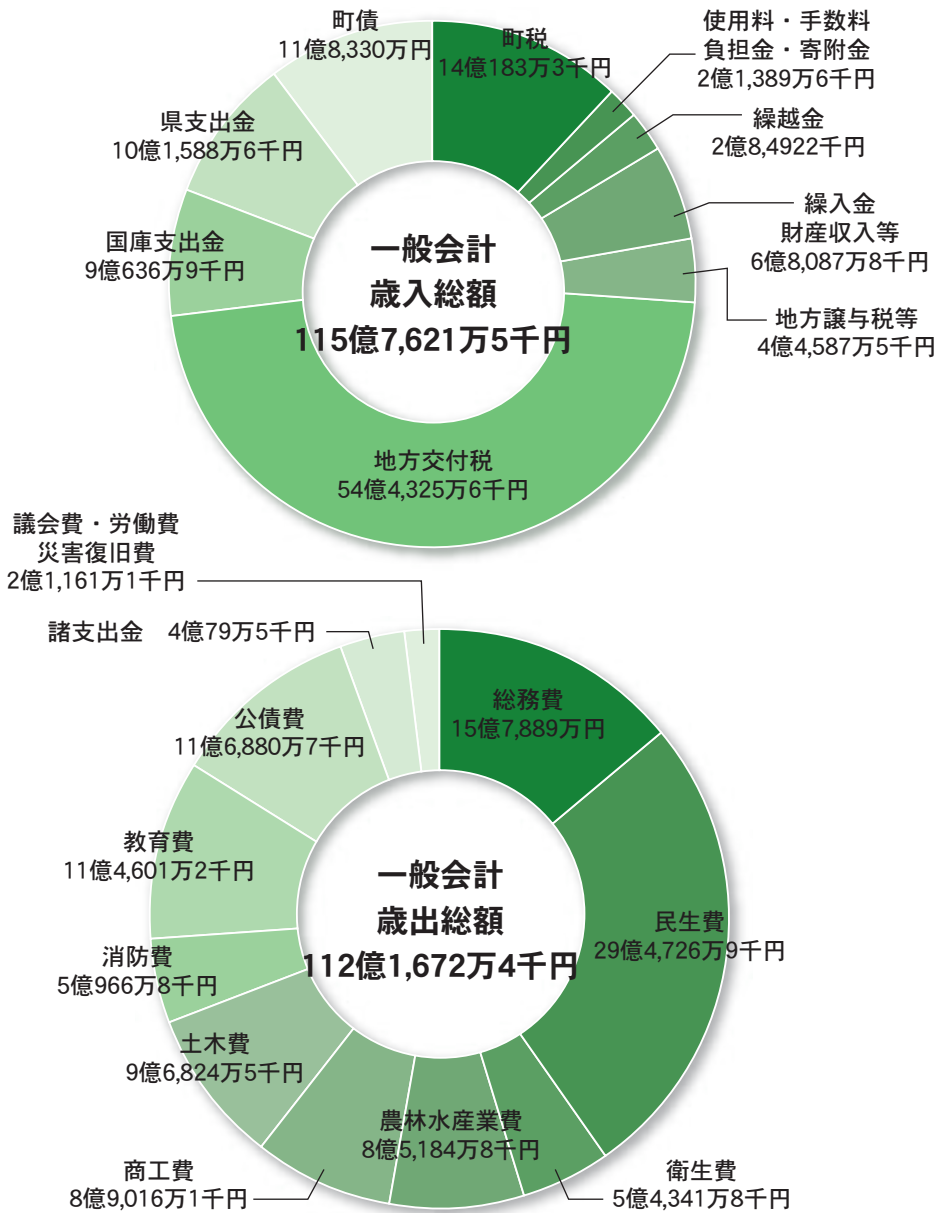 町債
11億8,330万円
町税
14億183万3千円
使用料・手数料
負担金・寄附金
2億1,389万6千円
繰越金
2億8,4922千円
繰入金
財産収入等
6億8,087万8千円
地方譲与税等
4億4,587万5千円
県支出金
10億1,588万6千円
国庫支出金
9億636万9千円
一般会計
歳入総額
115億7,621万5千円
地方交付税
54億4,325万6千円
議会費・労働費
災害復旧費
2億1,161万1千円
諸支出金　4億79万5千円
公債費
11億6,880万7千円
総務費
15億7,889万円
教育費
11億4,601万2千円
一般会計
歳出総額
112億1,672万4千円
民生費
29億4,726万9千円
消防費
5億966万8千円
土木費
9億6,824万5千円
農林水産業費
8億5,184万8千円
商工費
8億9,016万1千円
衛生費
5億4,341万8千円